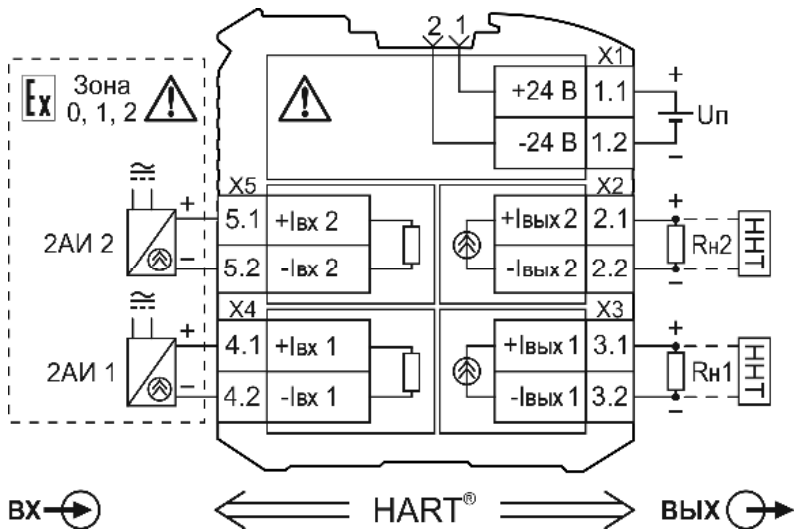 2 1
X1
Ex Зона 0, 1, 2
+24 В 1.1
-24 В 1.2
+
Uп
−
X5
X2
2АИ 2
+
−
5.1 +Iвх 2
5.2 -Iвх 2
+Iвых 2 2.1
-Iвых 2 2.2
+
Rн2
−
ННТ
X4
X3
2АИ 1
+
−
4.1 +Iвх 1
4.2 -Iвх 1
+Iвых 1 3.1
-Iвых 1 3.2
+
Rн1
−
ННТ
ВХ
HART®
ВЫХ